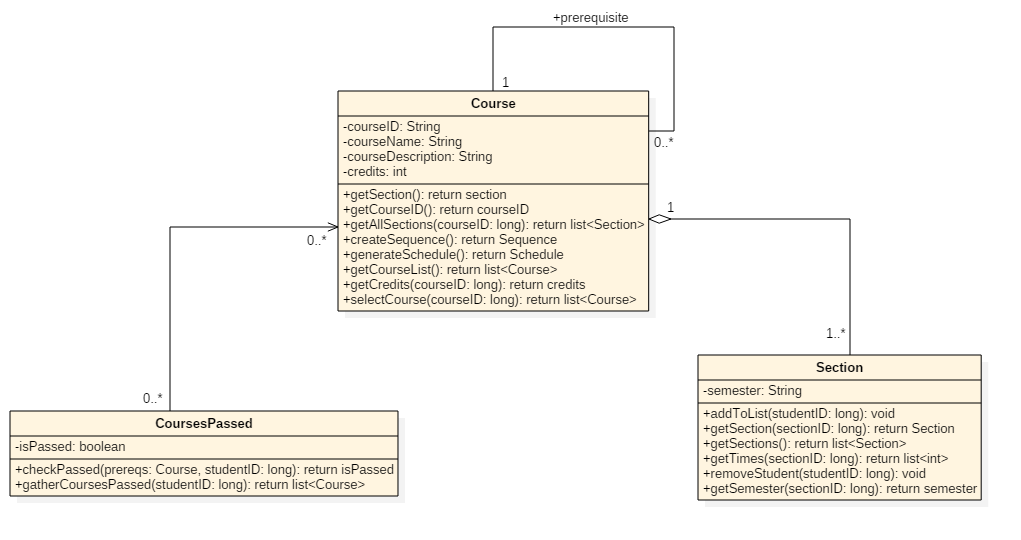 +prerequisite
1
Course
-courseID: String
-courseName: String
-courseDescription: String
-credits: int
0..*
+getSection(): return section
+getCourseID(): return courseID
+getAllSections(courseID: long): return list<Section>
+createSequence(): return Sequence
+generateSchedule(): return Schedule
+getCourseList(): return list<Course>
+getCredits(courseID: long): return credits
+selectCourse(courseID: long): return list<Course>
1
0..*
1..*
Section
-semester: String
+addToList(studentID: long): void
+getSection(sectionID: long): return Section
+getSections(): return list<Section>
+getTimes(sectionID: long): return list<int>
+removeStudent(studentID: long): void
+getSemester(sectionID: long): return semester
0..*
CoursesPassed
-isPassed: boolean
+checkPassed(prereqs: Course, studentID: long): return isPassed
+gatherCoursesPassed(studentID: long): return list<Course>